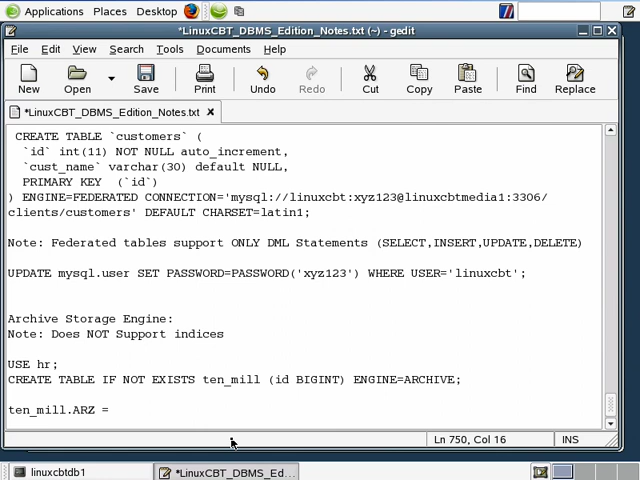 Applications Places Desktop
*LinuxCBT_DBMS_Edition_Notes.txt (~) - gedit
File Edit View Search Tools Documents Help
New Open Save Print Undo Redo Cut Copy Paste Find Replace
*LinuxCBT_DBMS_Edition_Notes.txt x
CREATE TABLE `customers` (
`id` int(11) NOT NULL auto_increment,
`cust_name` varchar(30) default NULL,
PRIMARY KEY (`id`)
) ENGINE=FEDERATED CONNECTION='mysql://linuxcbt:xyz123@linuxcbtmedia1:3306/
clients/customers' DEFAULT CHARSET=latin1;
Note: Federated tables support ONLY DML Statements (SELECT,INSERT,UPDATE,DELETE)
UPDATE mysql.user SET PASSWORD=PASSWORD('xyz123') WHERE USER='linuxcbt';
Archive Storage Engine:
Note: Does NOT Support indices
USE hr;
CREATE TABLE IF NOT EXISTS ten_mill (id BIGINT) ENGINE=ARCHIVE;
ten_mill.ARZ =
Ln 750, Col 16 INS
linuxcbtdb1 *LinuxCBT_DBMS_Ed...